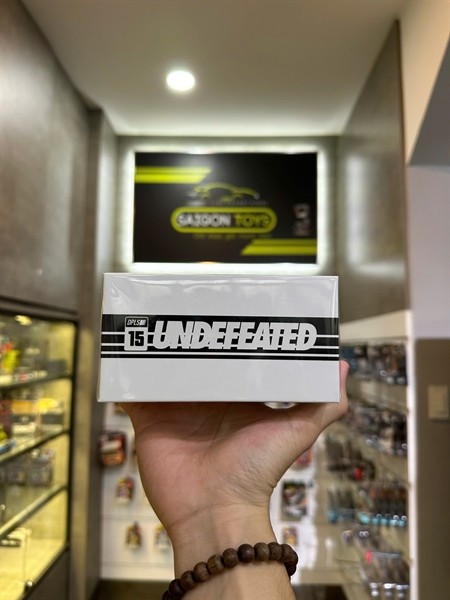 SAIGON TOYS
DPLS
15
UNDEFEATED